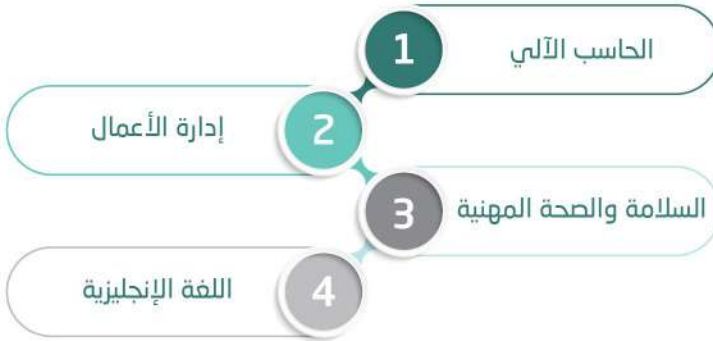 1 الحاسب الآلي
2 إدارة الأعمال
3 السلامة والصحة المهنية
4 اللغة الإنجليزية